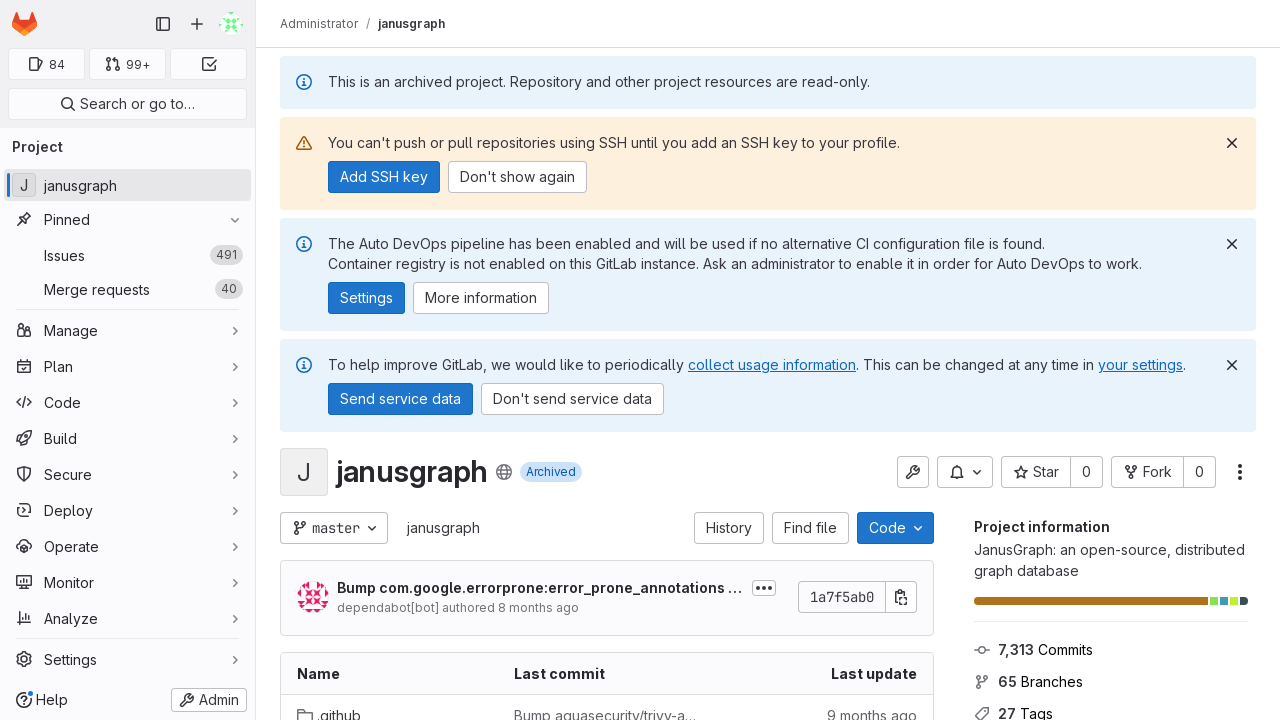 Administrator / janusgraph
84
99+
Search or go to…
Project
J janusgraph
Pinned
Issues 491
Merge requests 40
Manage
Plan
Code
Build
Secure
Deploy
Operate
Monitor
Analyze
Settings
Help
Admin
This is an archived project. Repository and other project resources are read-only.
You can't push or pull repositories using SSH until you add an SSH key to your profile.
Add SSH key Don't show again
The Auto DevOps pipeline has been enabled and will be used if no alternative CI configuration file is found.
Container registry is not enabled on this GitLab instance. Ask an administrator to enable it in order for Auto DevOps to work.
Settings More information
To help improve GitLab, we would like to periodically collect usage information. This can be changed at any time in your settings.
Send service data Don't send service data
J janusgraph Archived
Star 0 Fork 0
master janusgraph History Find file Code
Bump com.google.errorprone:error_prone_annotations …
dependabot[bot] authored 8 months ago
1a7f5ab0
Name Last commit Last update
.github Bump aquasecurity/trivy-a… 9 months ago
Project information
JanusGraph: an open-source, distributed
graph database
7,313 Commits
65 Branches
27 Tags